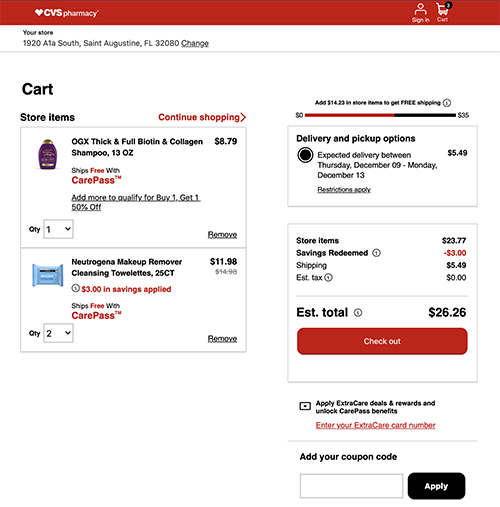 CVS pharmacy®
Sign in
3
Cart
Your store
1920 A1a South, Saint Augustine, FL 32080 Change
Cart
Store items
Continue shopping
OGX Thick & Full Biotin & Collagen
Shampoo, 13 OZ
$8.79
Ships Free With
CarePass™
Add more to qualify for Buy 1, Get 1
50% Off
Qty 1
Remove
Neutrogena Makeup Remover
Cleansing Towelettes, 25CT
$11.98
$14.98
$3.00 in savings applied
Ships Free With
CarePass™
Qty 2
Remove
Add $14.23 in store items to get FREE shipping
$0 $35
Delivery and pickup options
Expected delivery between
Thursday, December 09 - Monday,
December 13
$5.49
Restrictions apply
Store items $23.77
Savings Redeemed -$3.00
Shipping $5.49
Est. tax $0.00
Est. total $26.26
Check out
Apply ExtraCare deals & rewards and
unlock CarePass benefits
Enter your ExtraCare card number
Add your coupon code
Apply